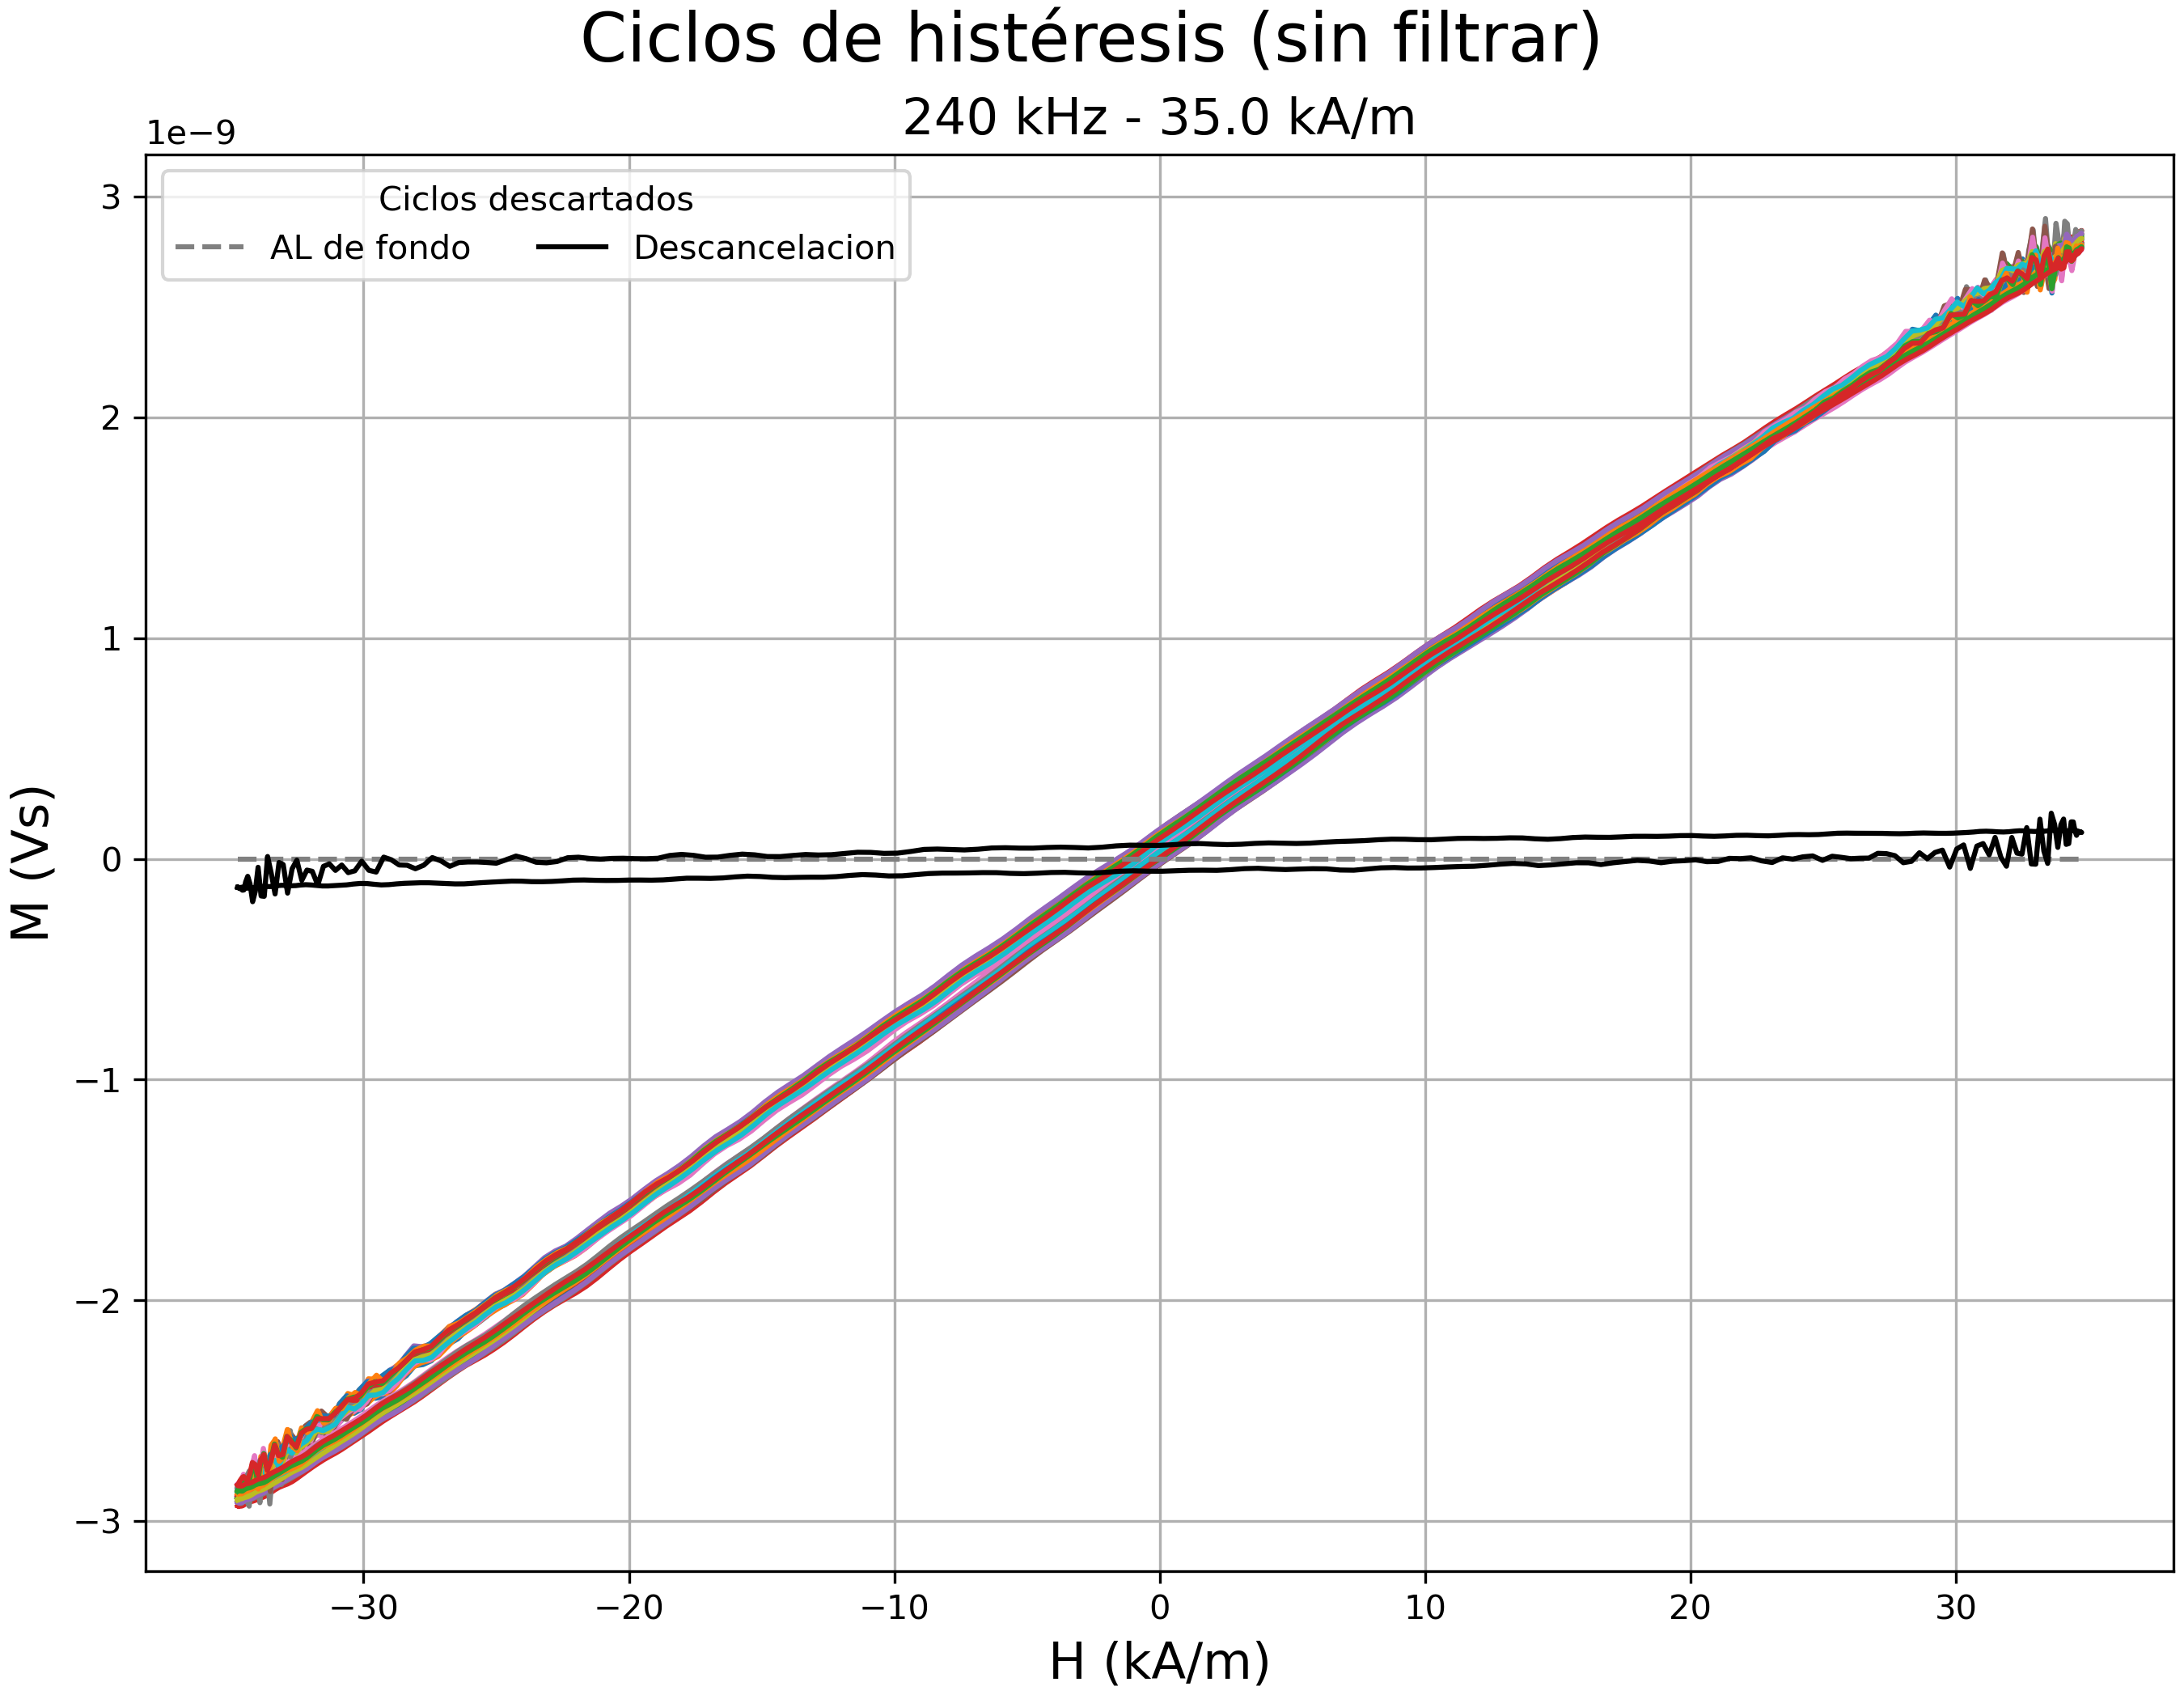 Ciclos de histéresis (sin filtrar)
240 kHz - 35.0 kA/m
1e−9
Ciclos descartados
AL de fondo Descancelacion
3
2
1
0
−1
−2
−3
M (Vs)
−30 −20 −10 0 10 20 30
H (kA/m)